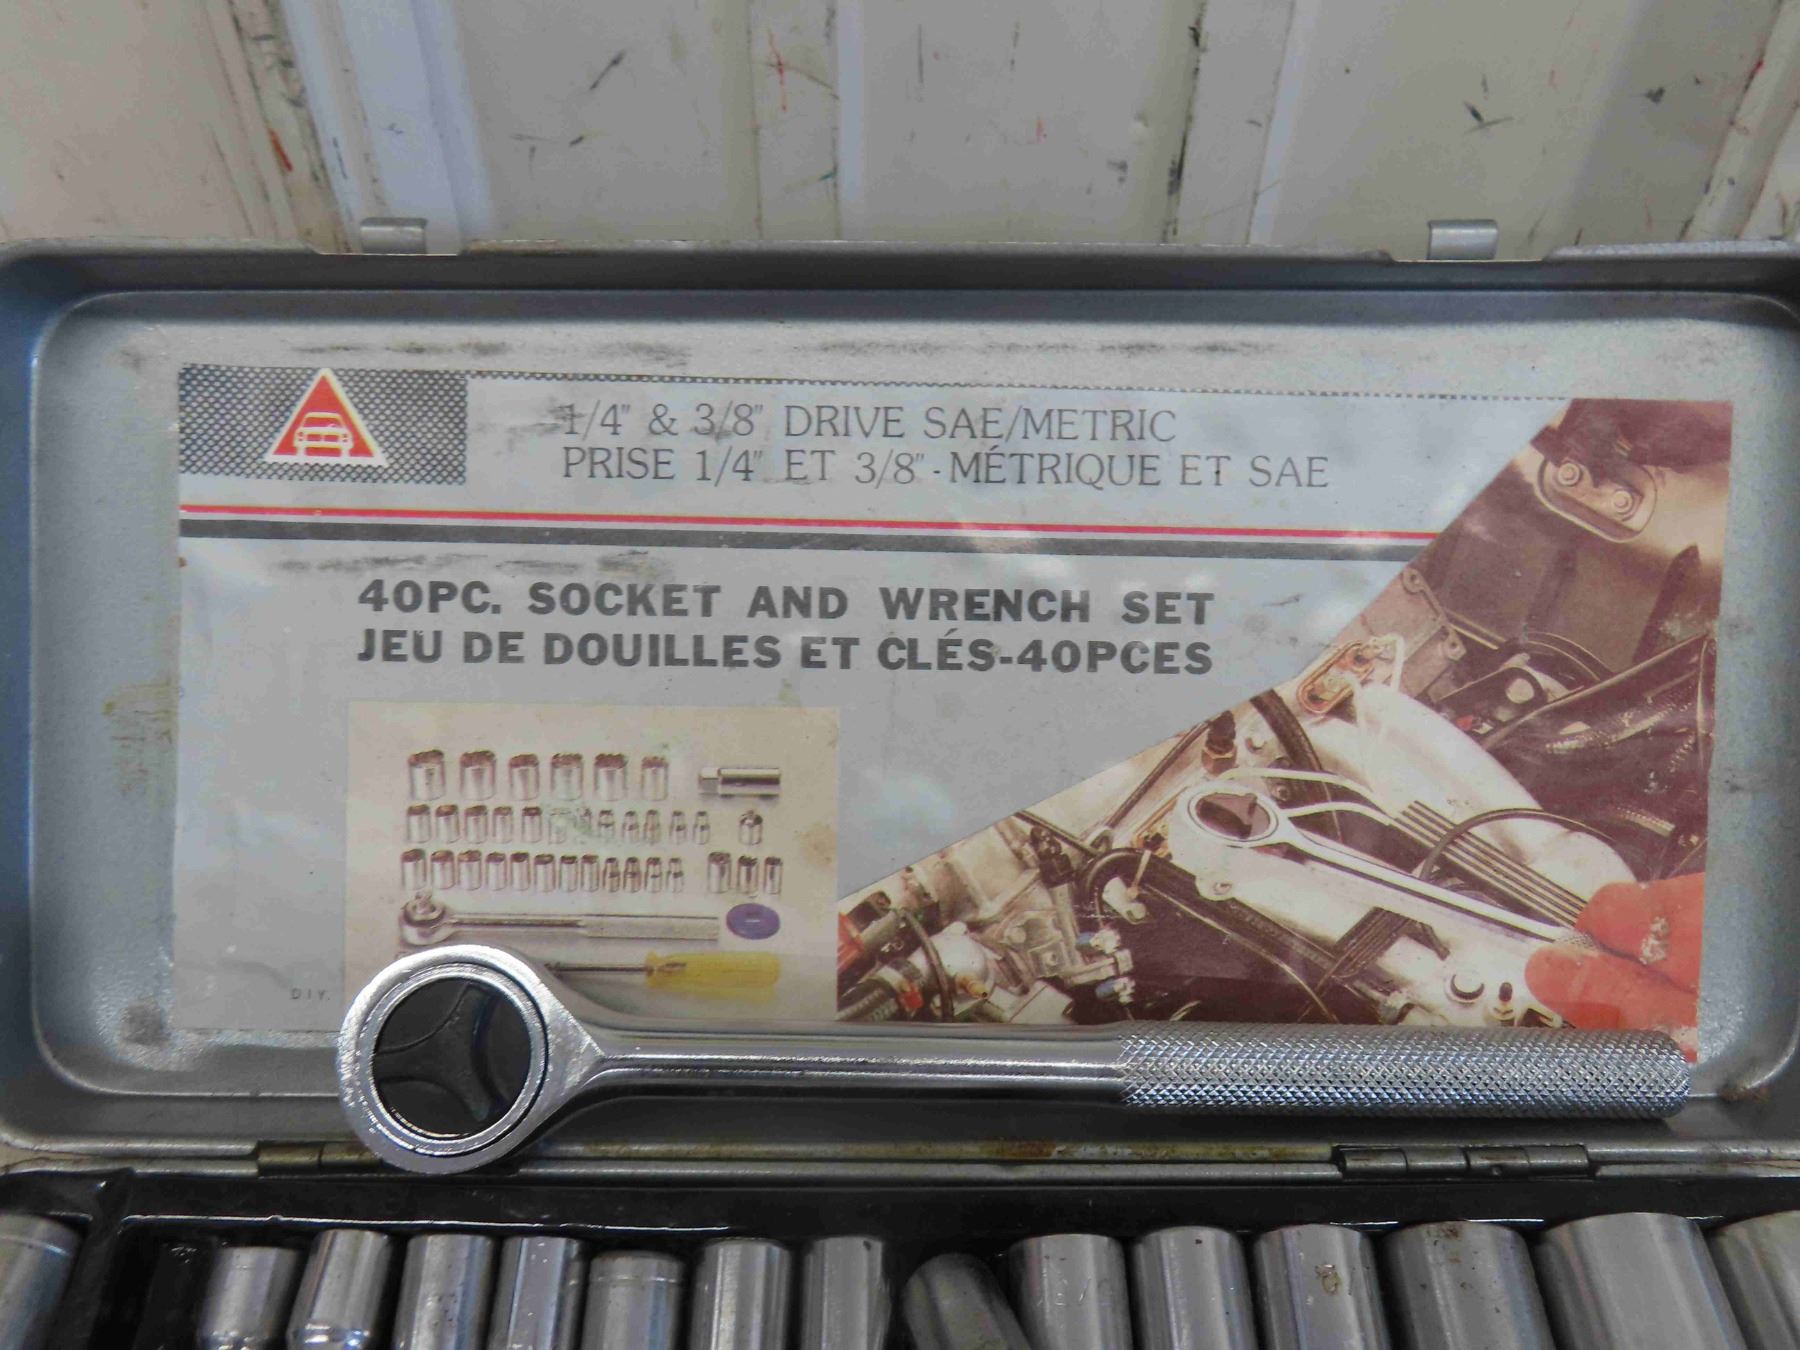 1/4" & 3/8" DRIVE SAE/METRIC
PRISE 1/4" ET 3/8" - MÉTRIQUE ET SAE
40PC. SOCKET AND WRENCH SET
JEU DE DOUILLES ET CLÉS-40PCES
D.I.Y.